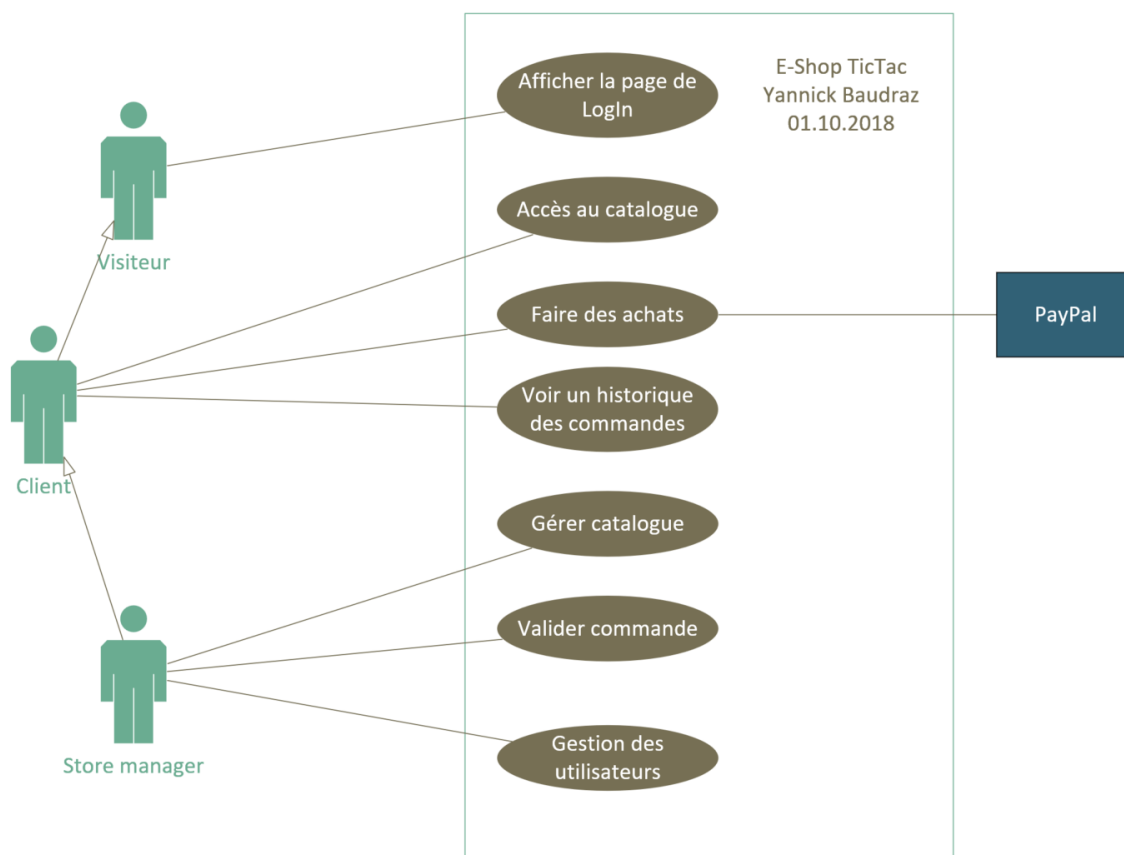 E-Shop TicTac
Yannick Baudraz
01.10.2018
Afficher la page de
LogIn
Visiteur
Accès au catalogue
Faire des achats
PayPal
Voir un historique
des commandes
Client
Gérer catalogue
Valider commande
Store manager
Gestion des
utilisateurs